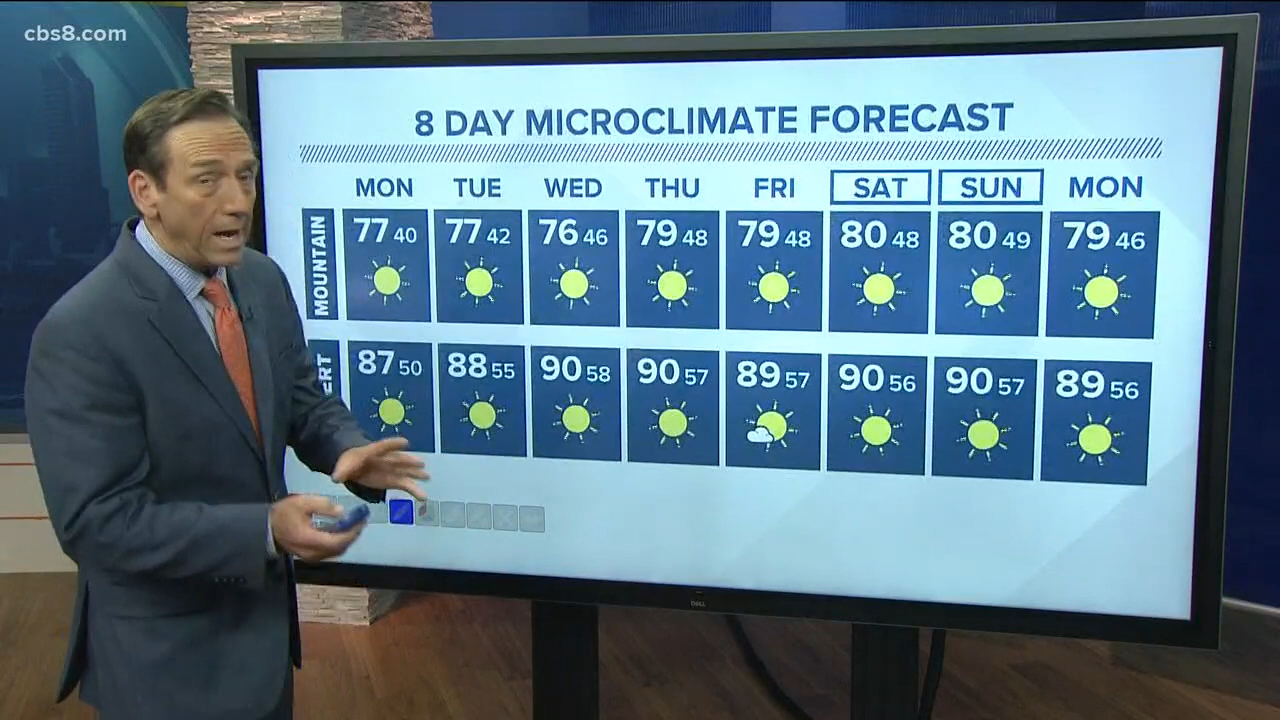 cbs8.com
8 DAY MICROCLIMATE FORECAST
MON TUE WED THU FRI SAT SUN MON
MOUNTAIN
77 40 77 42 76 46 79 48 79 48 80 48 80 49 79 46
ERT
87 50 88 55 90 58 90 57 89 57 90 56 90 57 89 56
DELL